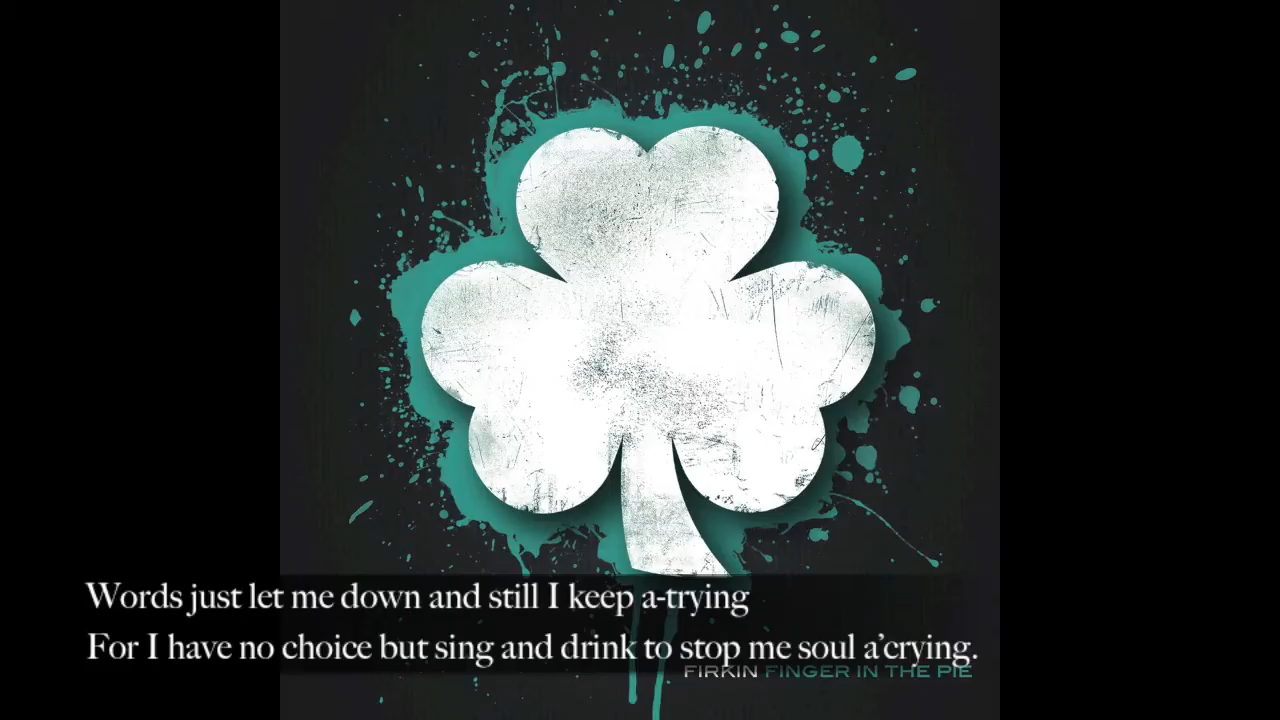 Words just let me down and still I keep a-trying
For I have no choice but sing and drink to stop me soul a'crying.
FIRKIN FINGER IN THE PIE